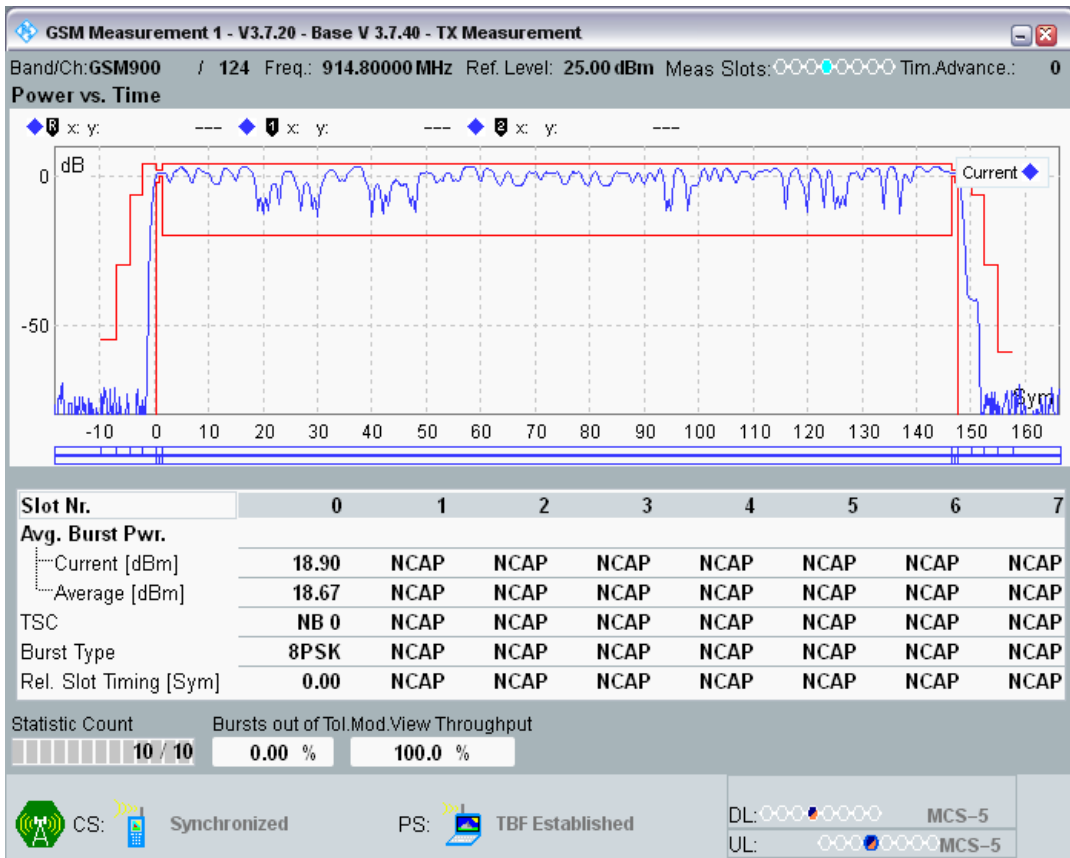 GSM Measurement 1 - V3.7.20 - Base V 3.7.40 - TX Measurement
Band/Ch:GSM900 / 124 Freq.: 914.80000 MHz Ref. Level: 25.00 dBm Meas Slots: Tim.Advance.: 0
Power vs. Time
R x: y: --- 1 x: y: --- 2 x: y: ---
dB
Current
0
-50
Sym
-10 0 10 20 30 40 50 60 70 80 90 100 110 120 130 140 150 160
Slot Nr. 0 1 2 3 4 5 6 7
Avg. Burst Pwr.
Current [dBm] 18.90 NCAP NCAP NCAP NCAP NCAP NCAP NCAP
Average [dBm] 18.67 NCAP NCAP NCAP NCAP NCAP NCAP NCAP
TSC NB 0 NCAP NCAP NCAP NCAP NCAP NCAP NCAP
Burst Type 8PSK NCAP NCAP NCAP NCAP NCAP NCAP NCAP
Rel. Slot Timing [Sym] 0.00 NCAP NCAP NCAP NCAP NCAP NCAP NCAP
Statistic Count Bursts out of Tol.Mod.View Throughput
10 / 10 0.00 % 100.0 %
CS: Synchronized PS: TBF Established
DL: MCS-5
UL: MCS-5